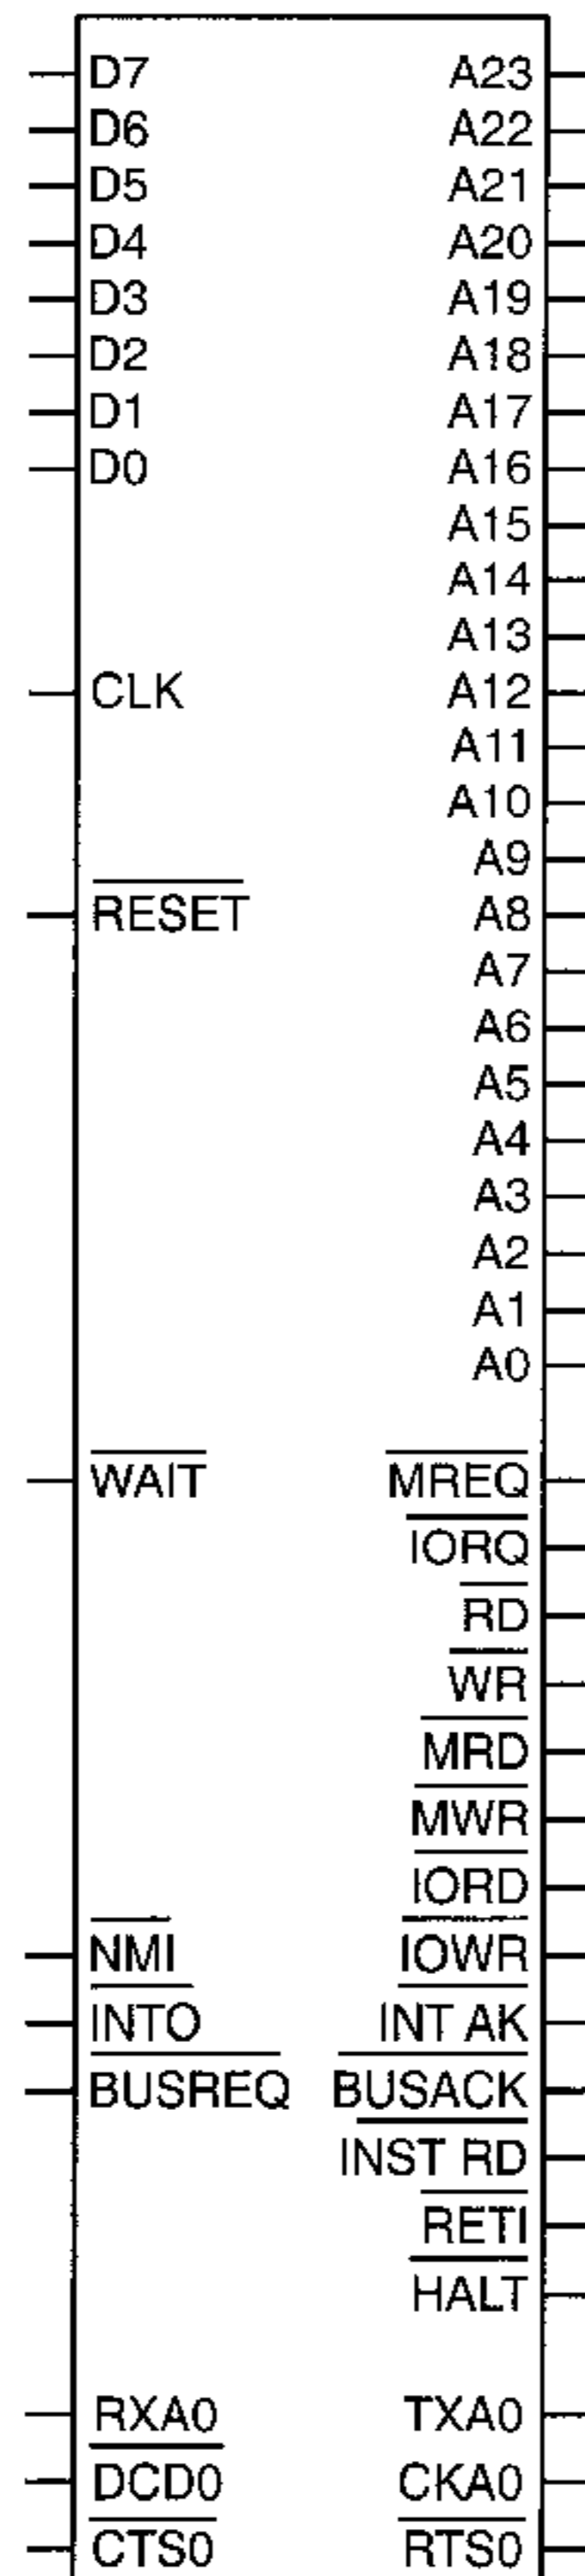 D7 A23
D6 A22
D5 A21
D4 A20
D3 A19
D2 A18
D1 A17
D0 A16
A15
A14
A13
CLK A12
A11
A10
A9
RESET A8
A7
A6
A5
A4
A3
A2
A1
A0
WAIT MREQ
IORQ
RD
WR
MRD
MWR
IORD
NMI IOWR
INTO INT AK
BUSREQ BUSACK
INST RD
RETI
HALT
RXA0 TXA0
DCD0 CKA0
CTS0 RTS0